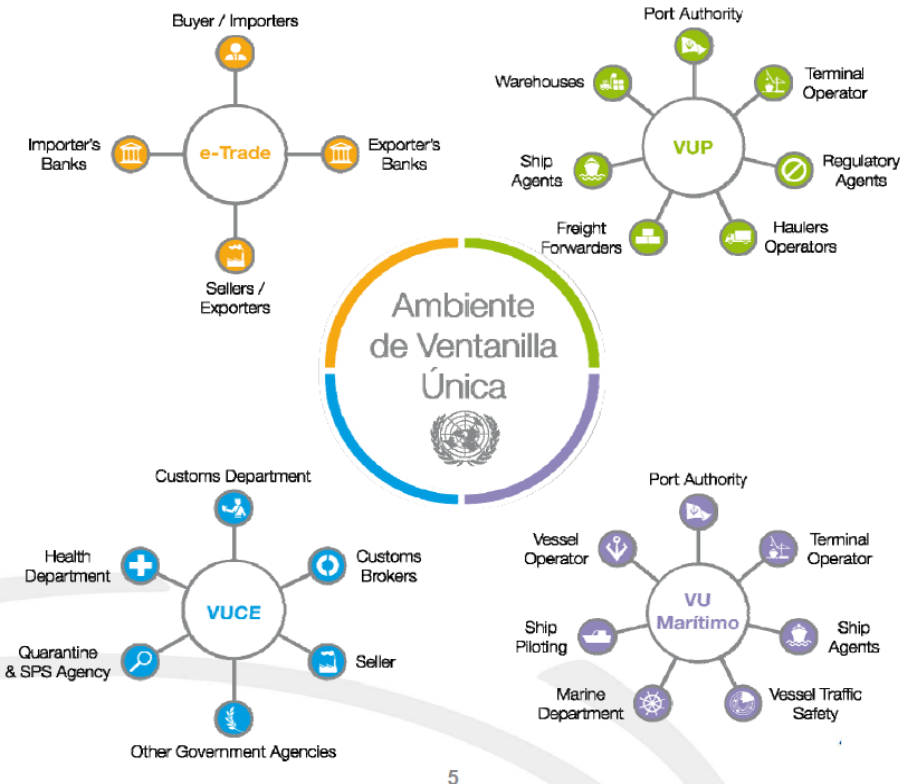 Buyer / Importers
Importer's
Banks
e-Trade
Exporter's
Banks
Sellers /
Exporters
Port Authority
Warehouses
Terminal
Operator
VUP
Ship
Agents
Regulatory
Agents
Freight
Forwarders
Haulers
Operators
Ambiente
de Ventanilla
Única
Customs Department
Health
Department
Customs
Brokers
VUCE
Quarantine
& SPS Agency
Seller
Other Government Agencies
Port Authority
Vessel
Operator
Terminal
Operator
VU
Marítimo
Ship
Piloting
Ship
Agents
Marine
Department
Vessel Traffic
Safety
5